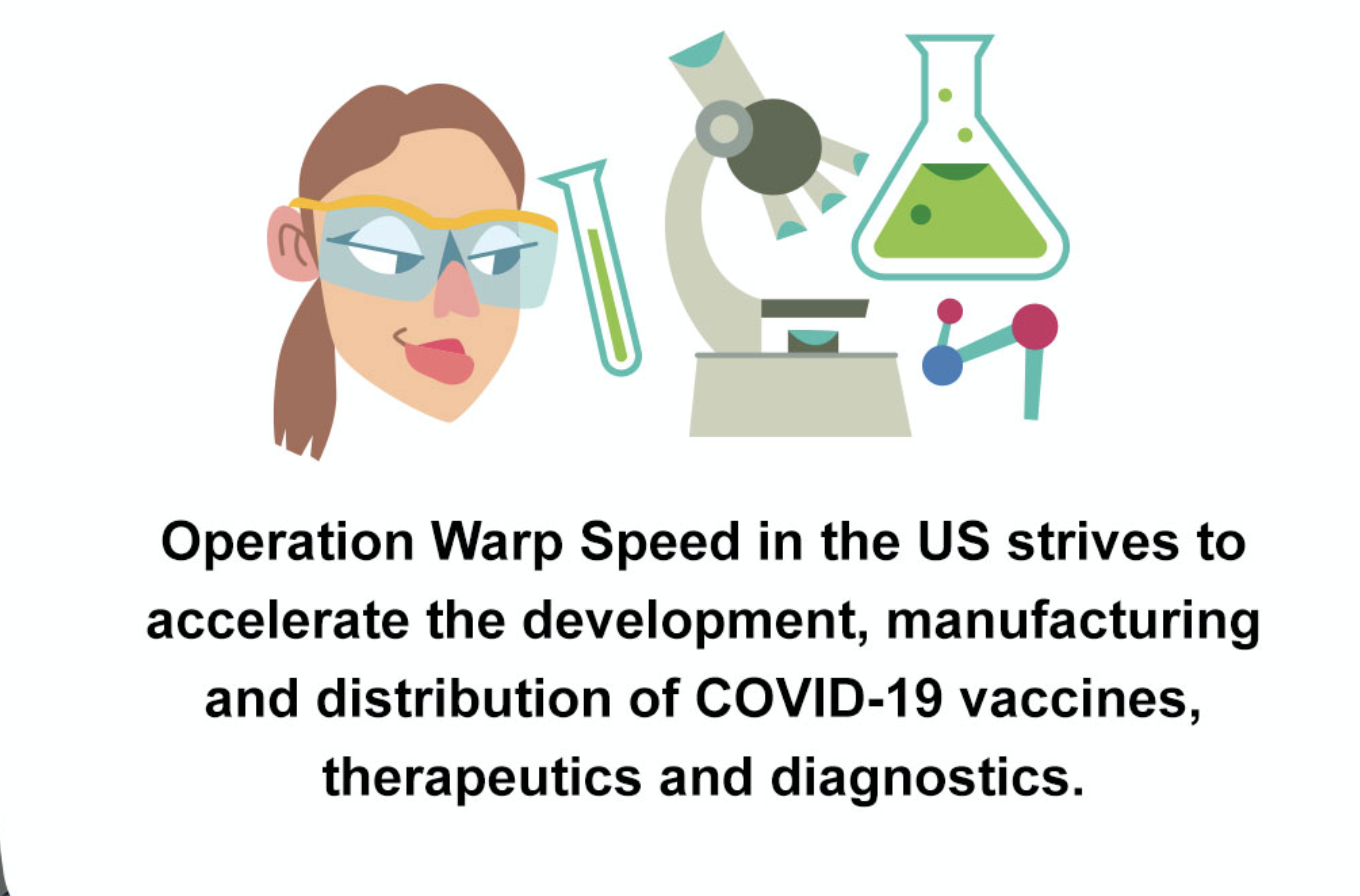 Operation Warp Speed in the US strives to
accelerate the development, manufacturing
and distribution of COVID-19 vaccines,
therapeutics and diagnostics.